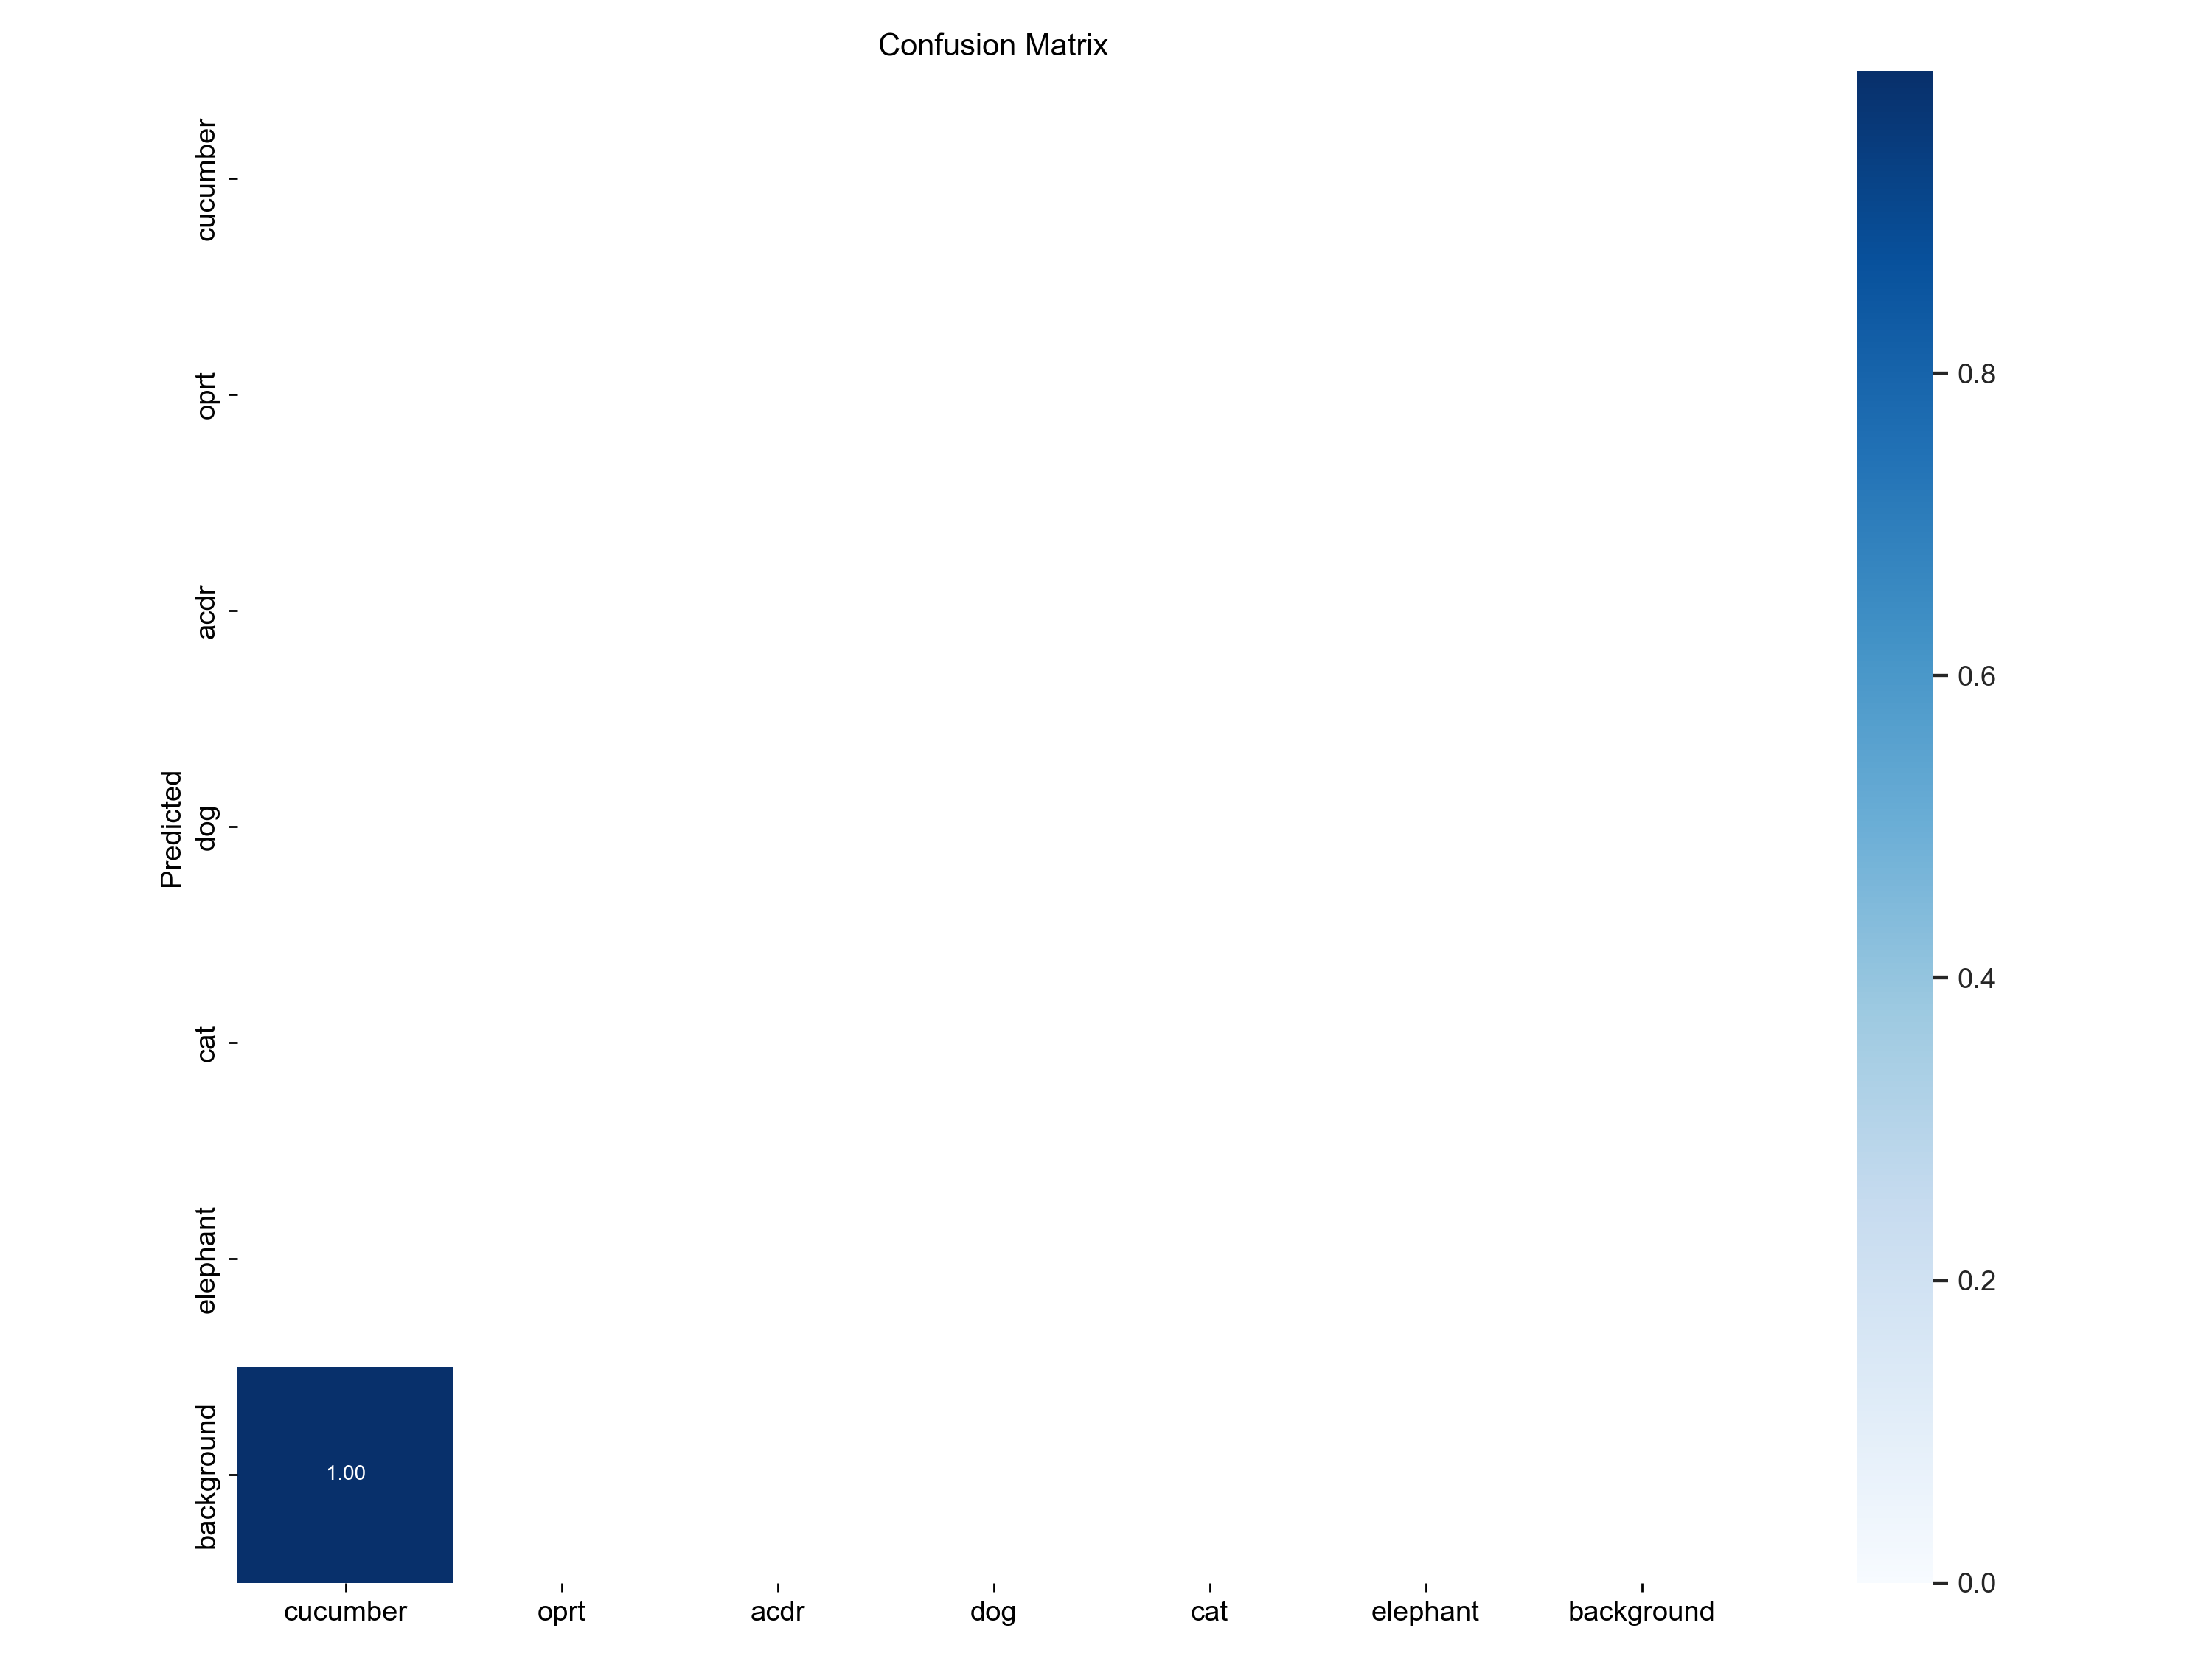 Confusion Matrix
Predicted
cucumber
oprt
acdr
dog
cat
elephant
background
1.00
cucumber oprt acdr dog cat elephant background
0.8
0.6
0.4
0.2
0.0